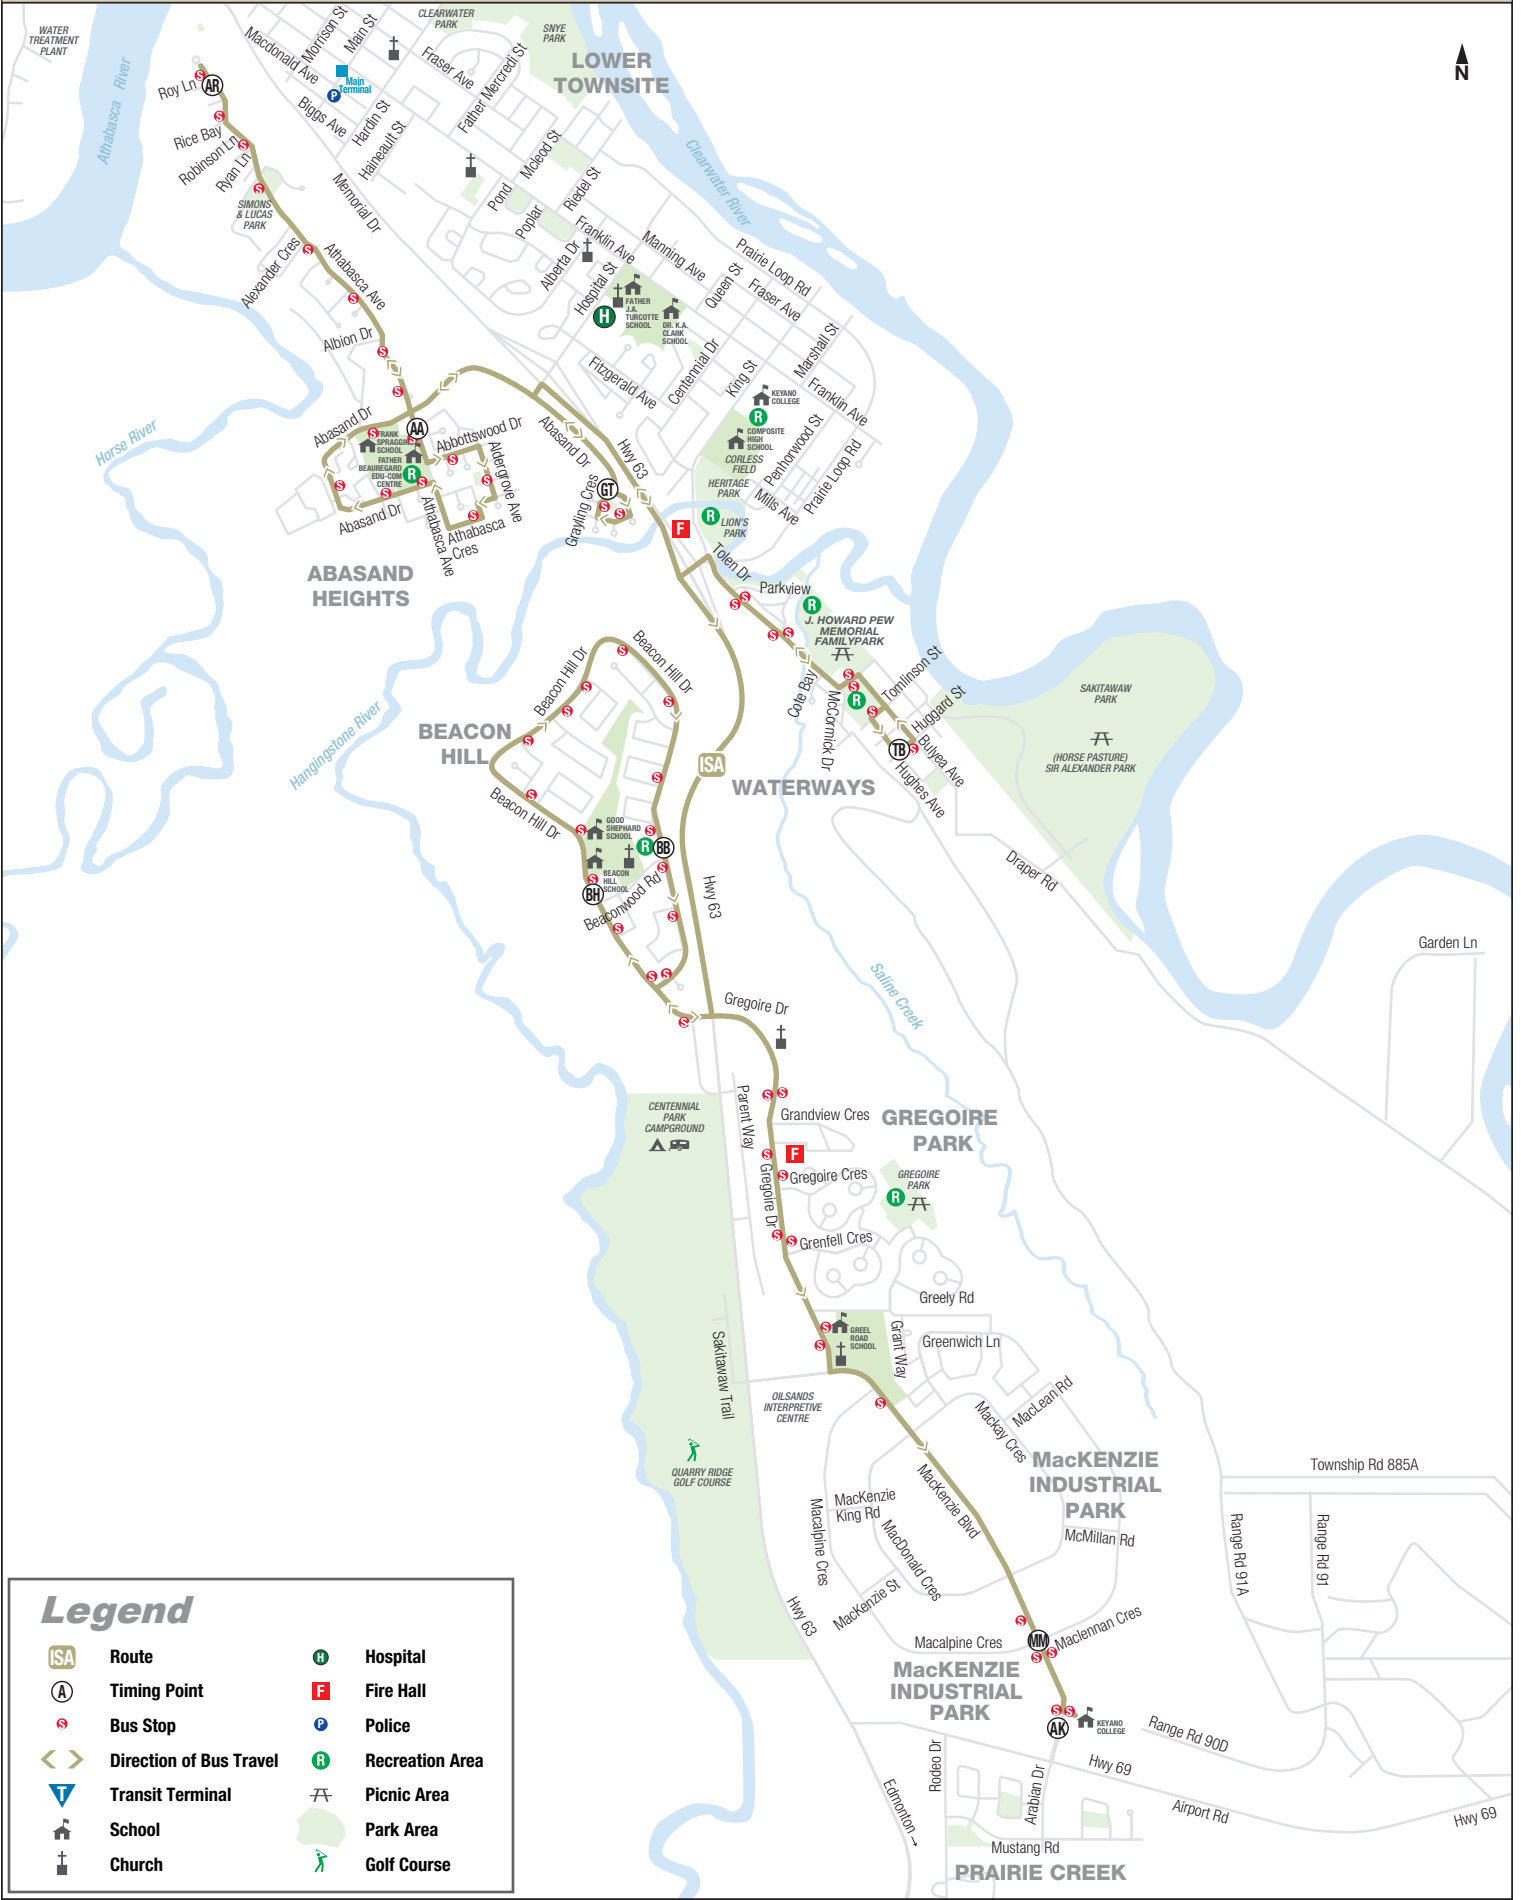 WATER
TREATMENT
PLANT
Athabasca River
Macdonald Ave
Morrison St
Main St
CLEARWATER
PARK
SNYE
PARK
LOWER
TOWNSITE
N
Fraser Ave
Father Mercredi St
Main
Terminal
P
Biggs Ave
Hardin St
Haineault St
Roy Ln
AR
Rice Bay
Robinson Ln
Ryan Ln
SIMONS
& LUCAS
PARK
Memorial Dr
Pond
Mcleod St
Poplar
Riedel St
Clearwater River
Alexander Cres
Athabasca Ave
Alberta Dr
Franklin Ave
Manning Ave
Prairie Loop Rd
Hospital St
Queen St
Fraser Ave
H
FATHER
J.A.
TURCOTTE
SCHOOL
DR. K.A.
CLARK
SCHOOL
Albion Dr
Fitzgerald Ave
Centennial Dr
King St
Marshall St
Franklin Ave
KEYANO
COLLEGE
R
COMPOSITE
HIGH
SCHOOL
CORLESS
FIELD
Penhorwood St
Prairie Loop Rd
HERITAGE
PARK
Mills Ave
R
LION'S
PARK
Horse River
Abasand Dr
AA
FRANK
SPRAGGINS
SCHOOL
FATHER
BEAUREGARD
EDU-COM
CENTRE
R
Abbottswood Dr
Aldergrove Ave
Abasand Dr
Athabasca Ave
Athabasca
Cres
Abasand Dr
Hwy 63
GT
Grayling Cres
F
ABASAND
HEIGHTS
Tolen Dr
Parkview
R
J. HOWARD PEW
MEMORIAL
FAMILYPARK
Cote Bay
McCormick Dr
R
Tomlinson St
Huggard St
TB
Bulyea Ave
Hughes Ave
SAKITAWAW
PARK
(HORSE PASTURE)
SIR ALEXANDER PARK
Beacon Hill Dr
Beacon Hill Dr
BEACON
HILL
Hangingstone River
Beacon Hill Dr
ISA
WATERWAYS
GOOD
SHEPHARD
SCHOOL
R
BB
BEACON
HILL
SCHOOL
BH
Beaconwood Rd
Hwy 63
Draper Rd
Garden Ln
Saline Creek
Gregoire Dr
CENTENNIAL
PARK
CAMPGROUND
Parent Way
Grandview Cres
GREGOIRE
PARK
F
Gregoire Cres
Gregoire Dr
GREGOIRE
PARK
R
Grenfell Cres
Greely Rd
GREEL
ROAD
SCHOOL
Grant Way
Greenwich Ln
Sakitawaw Trail
OILSANDS
INTERPRETIVE
CENTRE
Mackay Cres
MacLean Rd
QUARRY RIDGE
GOLF COURSE
MacKENZIE
INDUSTRIAL
PARK
Township Rd 885A
MacKenzie Blvd
MacKenzie
King Rd
Macalpine Cres
MacDonald Cres
McMillan Rd
Range Rd 91A
Range Rd 91
MacKenzie St
Hwy 63
Macalpine Cres
MM
Maclennan Cres
MacKENZIE
INDUSTRIAL
PARK
AK
KEYANO
COLLEGE
Range Rd 90D
Rodeo Dr
Hwy 69
Arabian Dr
Airport Rd
Hwy 69
Edmonton →
Mustang Rd
PRAIRIE CREEK
Legend
ISA Route
A Timing Point
S Bus Stop
Direction of Bus Travel
T Transit Terminal
School
Church
H Hospital
F Fire Hall
P Police
R Recreation Area
Picnic Area
Park Area
Golf Course